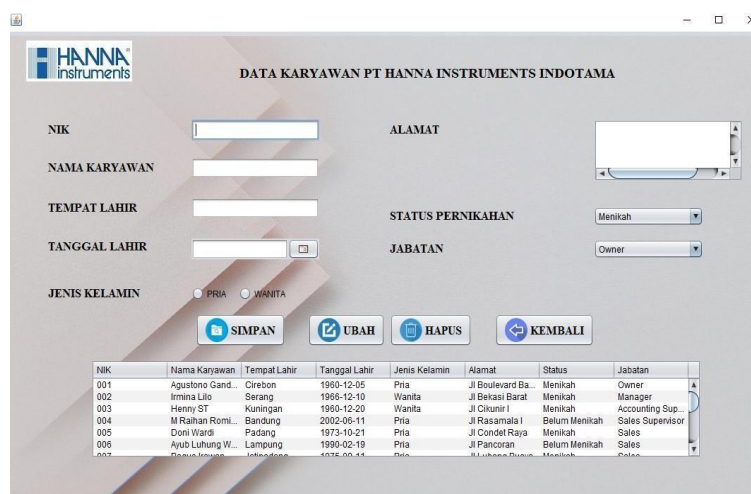 HANNA
instruments
DATA KARYAWAN PT HANNA INSTRUMENTS INDOTAMA
NIK
ALAMAT
NAMA KARYAWAN
TEMPAT LAHIR
STATUS PERNIKAHAN Menikah
TANGGAL LAHIR
JABATAN Owner
JENIS KELAMIN PRIA WANITA
SIMPAN UBAH HAPUS KEMBALI
NIK Nama Karyawan Tempat Lahir Tanggal Lahir Jenis Kelamin Alamat Status Jabatan
001 Agustono Gand... Cirebon 1960-12-05 Pria Jl Boulevard Ba... Menikah Owner
002 Irmina Lilo Serang 1966-12-10 Wanita Jl Bekasi Barat Menikah Manager
003 Henny ST Kuningan 1960-12-20 Wanita Jl Cikunir I Menikah Accounting Sup...
004 M Raihan Romi... Bandung 2002-06-11 Pria Jl Rasamala I Belum Menikah Sales Supervisor
005 Doni Wardi Padang 1973-10-21 Pria Jl Condet Raya Menikah Sales
006 Ayub Luhung W... Lampung 1990-02-19 Pria Jl Pancoran Belum Menikah Sales
007 Pria Menikah Sales